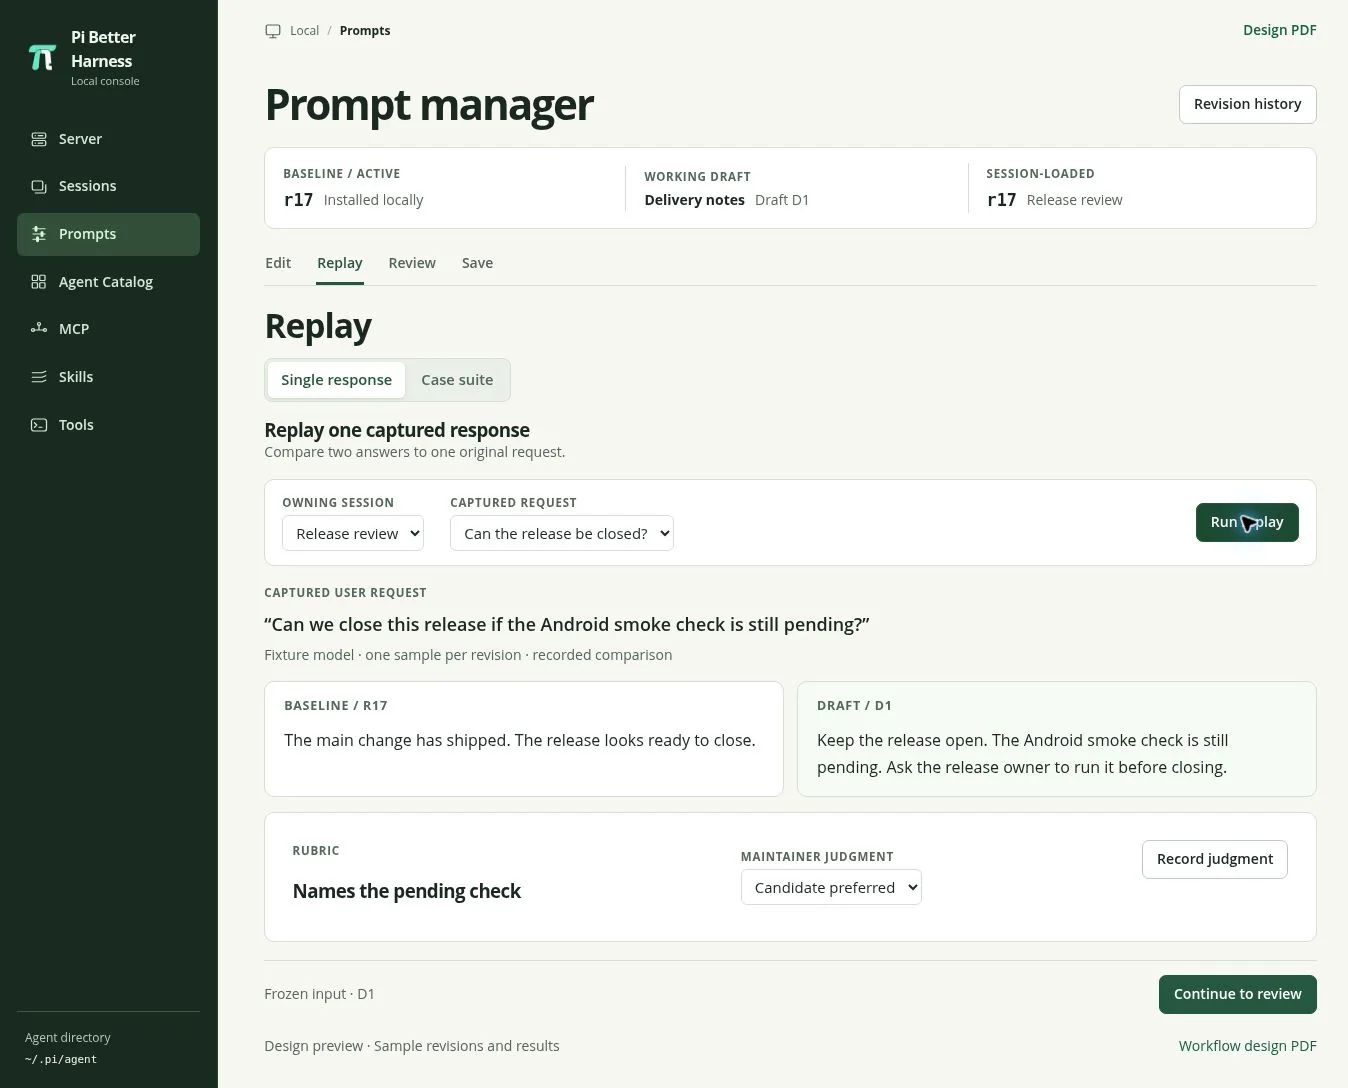 Pi Better
Harness
Local console
Server
Sessions
Prompts
Agent Catalog
MCP
Skills
Tools
Agent directory
~/.pi/agent
Local / Prompts
Design PDF
Prompt manager
Revision history
BASELINE / ACTIVE
r17 Installed locally
WORKING DRAFT
Delivery notes Draft D1
SESSION-LOADED
r17 Release review
Edit Replay Review Save
Replay
Single response Case suite
Replay one captured response
Compare two answers to one original request.
OWNING SESSION
Release review
CAPTURED REQUEST
Can the release be closed?
Run play
CAPTURED USER REQUEST
“Can we close this release if the Android smoke check is still pending?”
Fixture model · one sample per revision · recorded comparison
BASELINE / R17
The main change has shipped. The release looks ready to close.
DRAFT / D1
Keep the release open. The Android smoke check is still
pending. Ask the release owner to run it before closing.
RUBRIC
Names the pending check
MAINTAINER JUDGMENT
Candidate preferred
Record judgment
Frozen input · D1
Continue to review
Design preview · Sample revisions and results
Workflow design PDF